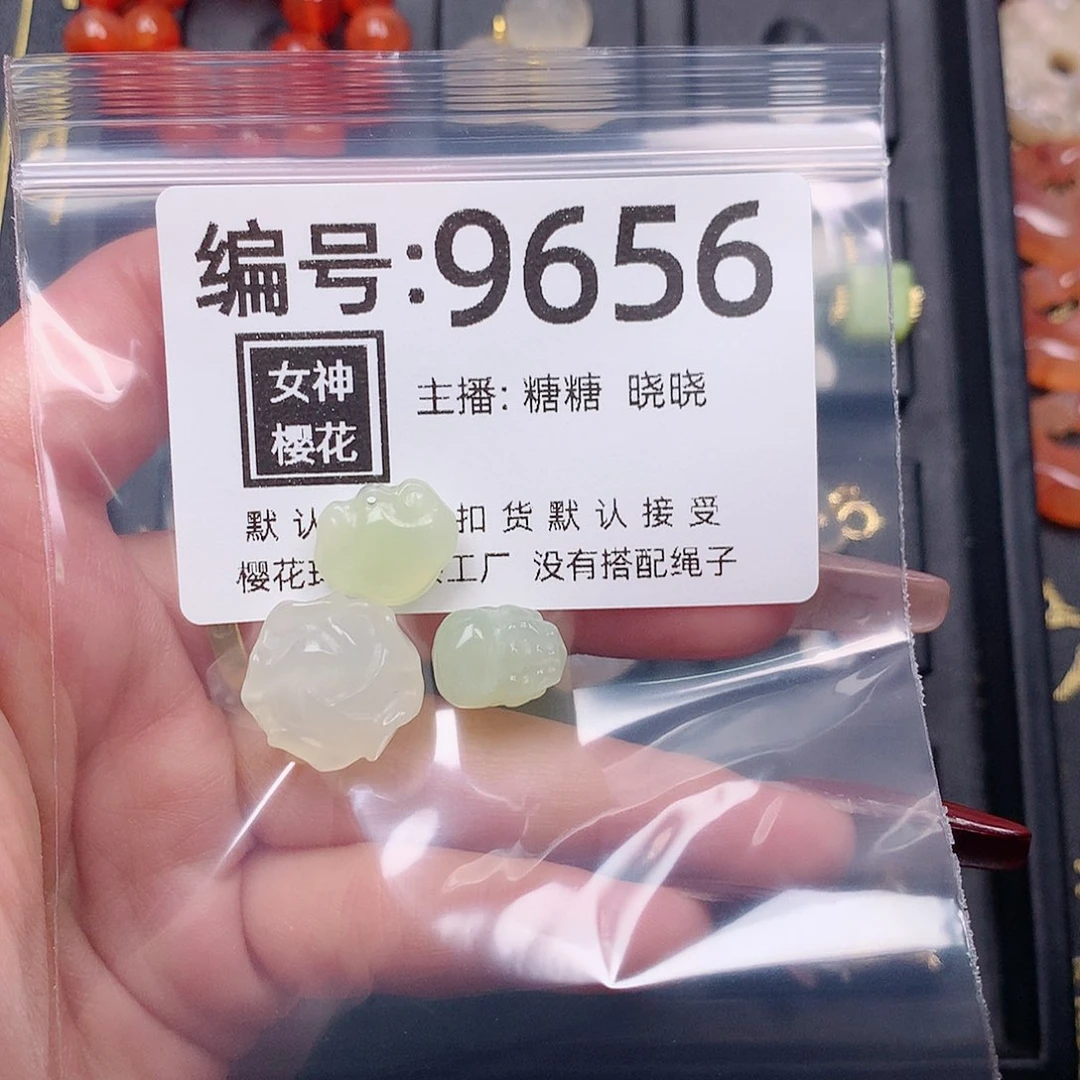 编号:9656
女神
樱花
主播: 糖糖 晓晓
默认 扣货默认接受
樱花 工厂 没有搭配绳子